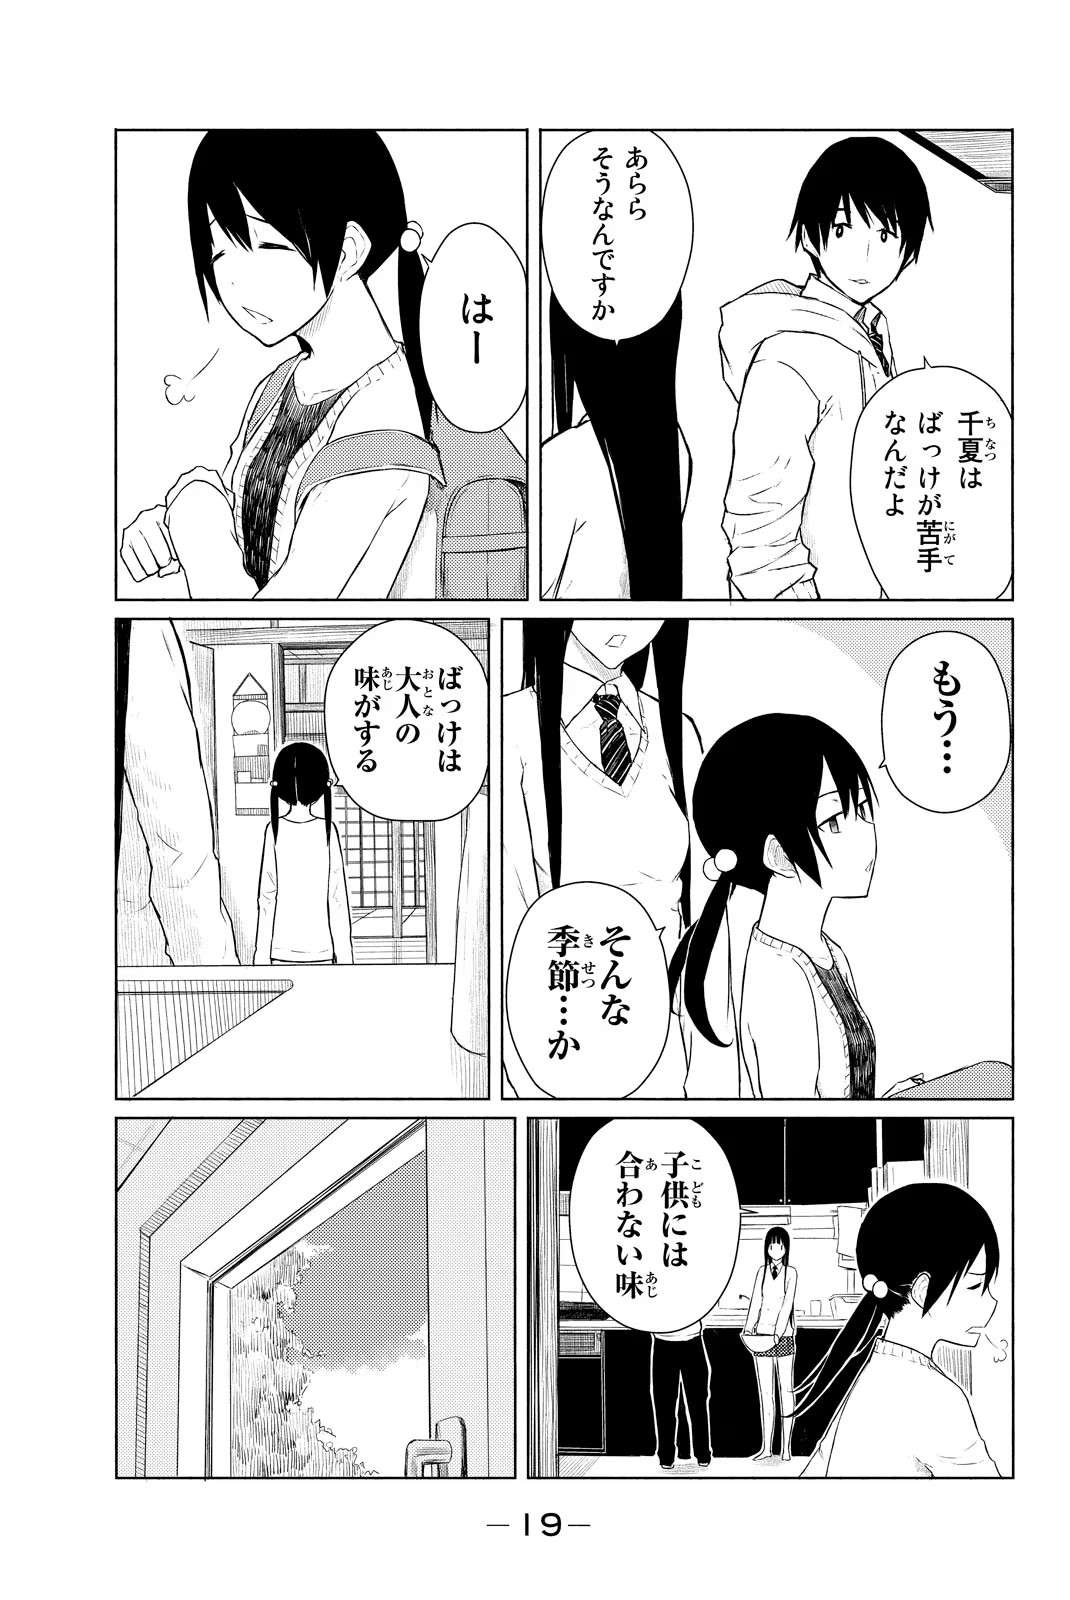 千夏は
ばっけが苦手
なんだよ
あらら
そうなんですか
はー
もう…
そんな
季節…か
ばっけは
大人の
味がする
子供には
合わない味
—19—